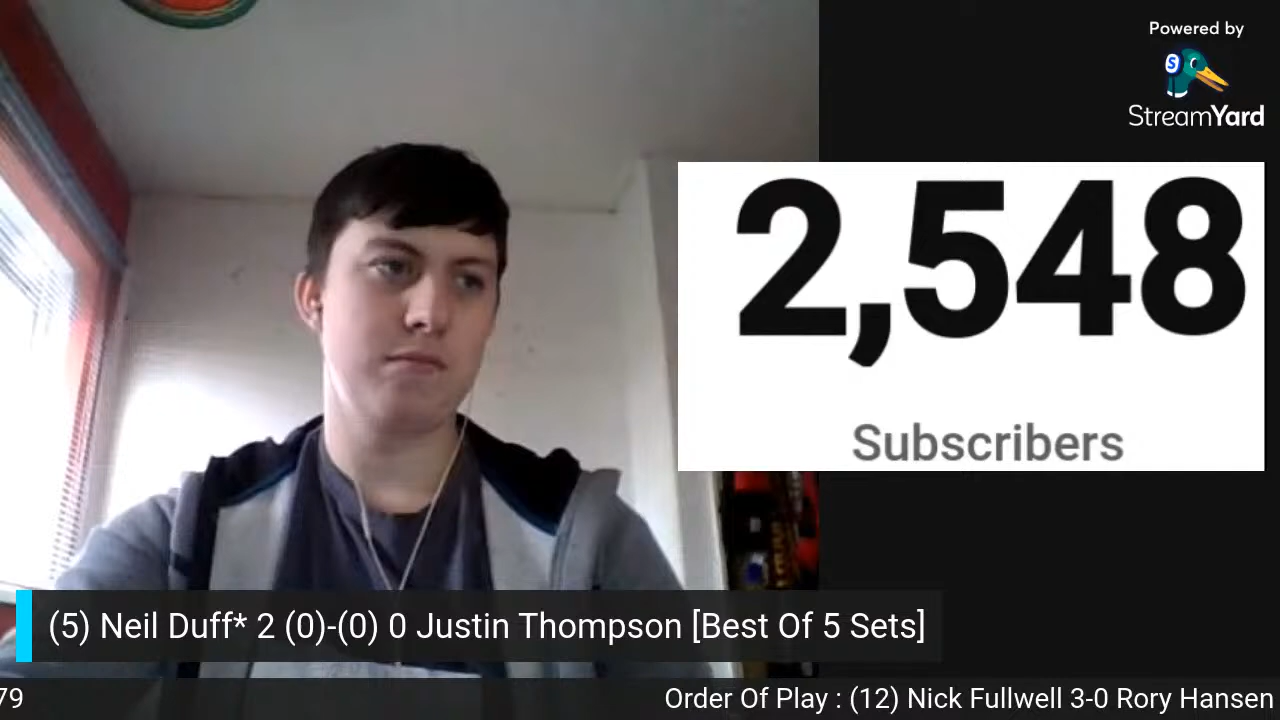 Powered by
S
StreamYard
2,548
Subscribers
(5) Neil Duff* 2 (0)-(0) 0 Justin Thompson [Best Of 5 Sets]
79
Order Of Play : (12) Nick Fullwell 3-0 Rory Hansen